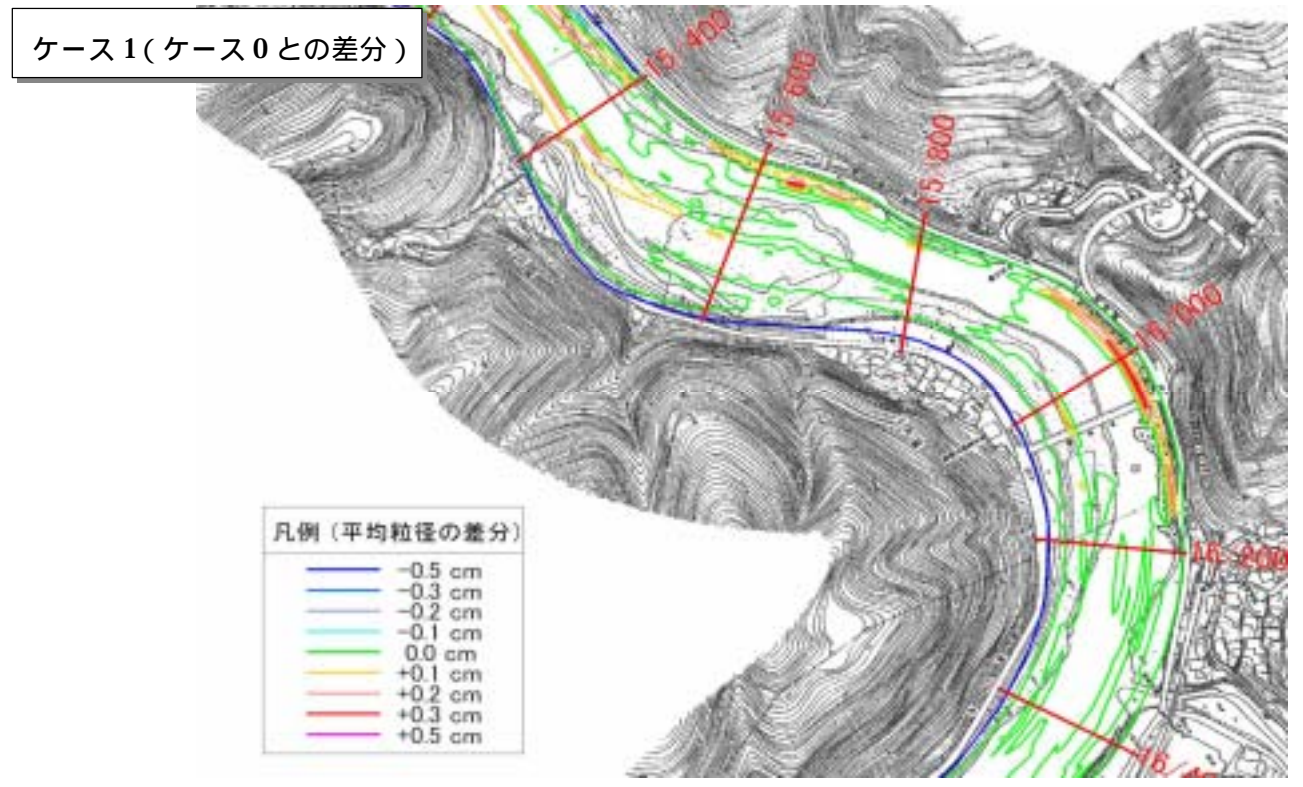 ケース1(ケース0との差分)
15/400
15/600
15/800
16/000
16/200
凡例(平均粒径の差分)
-0.5 cm
-0.3 cm
-0.2 cm
-0.1 cm
0.0 cm
+0.1 cm
+0.2 cm
+0.3 cm
+0.5 cm